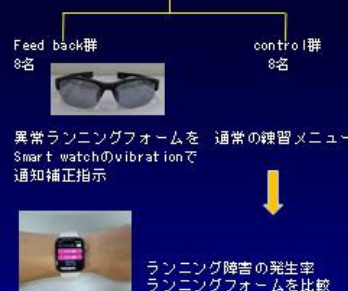 Feed back群
control群
8名
8名
異常ランニングフォームを
通常の練習メニュー
Smart watchのvibrationで
通知補正指示
ランニング障害の発生率
ランニングフォームを比較